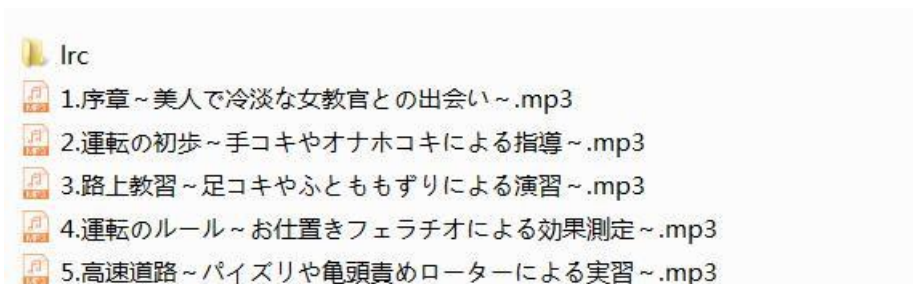 lrc
1.序章～美人で冷淡な女教官との出会い～.mp3
2.運転の初歩～手コキやオナホコキによる指導～.mp3
3.路上教習～足コキやふとももずりによる演習～.mp3
4.運転のルール～お仕置きフェラチオによる効果測定～.mp3
5.高速道路～パイズリや亀頭責めローターによる実習～.mp3